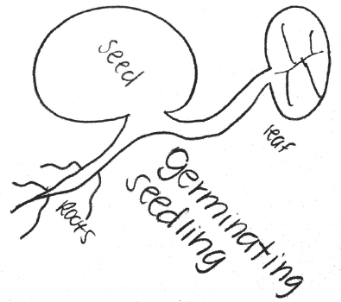 seed
leaf
roots
germinating
seedling